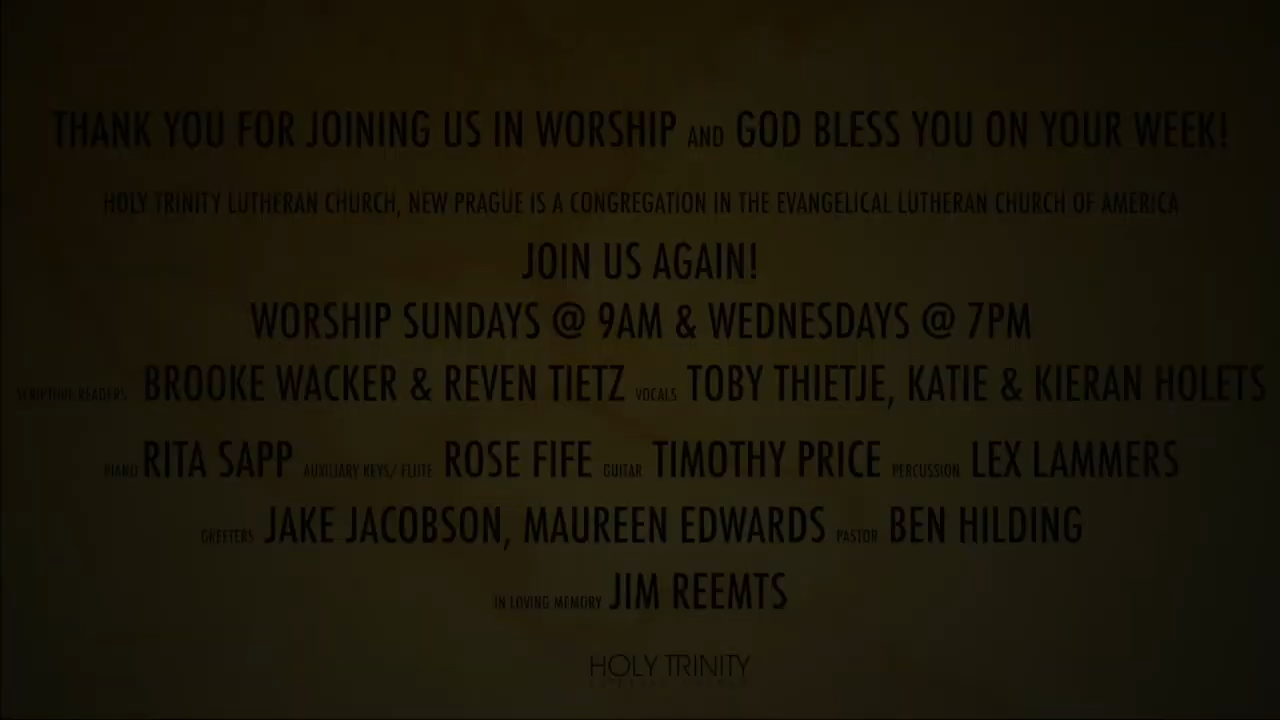 THANK YOU FOR JOINING US IN WORSHIP AND GOD BLESS YOU ON YOUR WEEK!
HOLY TRINITY LUTHERAN CHURCH, NEW PRAGUE IS A CONGREGATION IN THE EVANGELICAL LUTHERAN CHURCH OF AMERICA
JOIN US AGAIN!
WORSHIP SUNDAYS @ 9AM & WEDNESDAYS @ 7PM
SCRIPTURE READERS BROOKE WACKER & REVEN TIETZ VOCALS TOBY THIETJE, KATIE & KIERAN HOLETS
PIANO RITA SAPP AUXILIARY KEYS/ FLUTE ROSE FIFE GUITAR TIMOTHY PRICE PERCUSSION LEX LAMMERS
GREETERS JAKE JACOBSON, MAUREEN EDWARDS PASTOR BEN HILDING
IN LOVING MEMORY JIM REEMTS
HOLY TRINITY